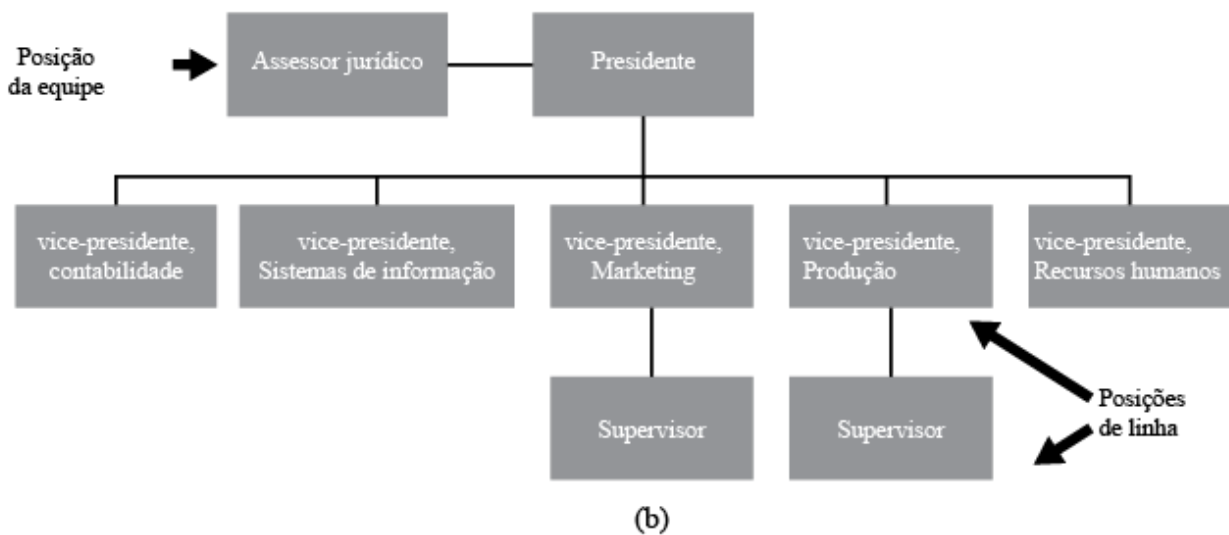 Posição
da equipe
Assessor jurídico
Presidente
vice-presidente,
contabilidade
vice-presidente,
Sistemas de informação
vice-presidente,
Marketing
vice-presidente,
Produção
vice-presidente,
Recursos humanos
Supervisor
Supervisor
Posições
de linha
(b)